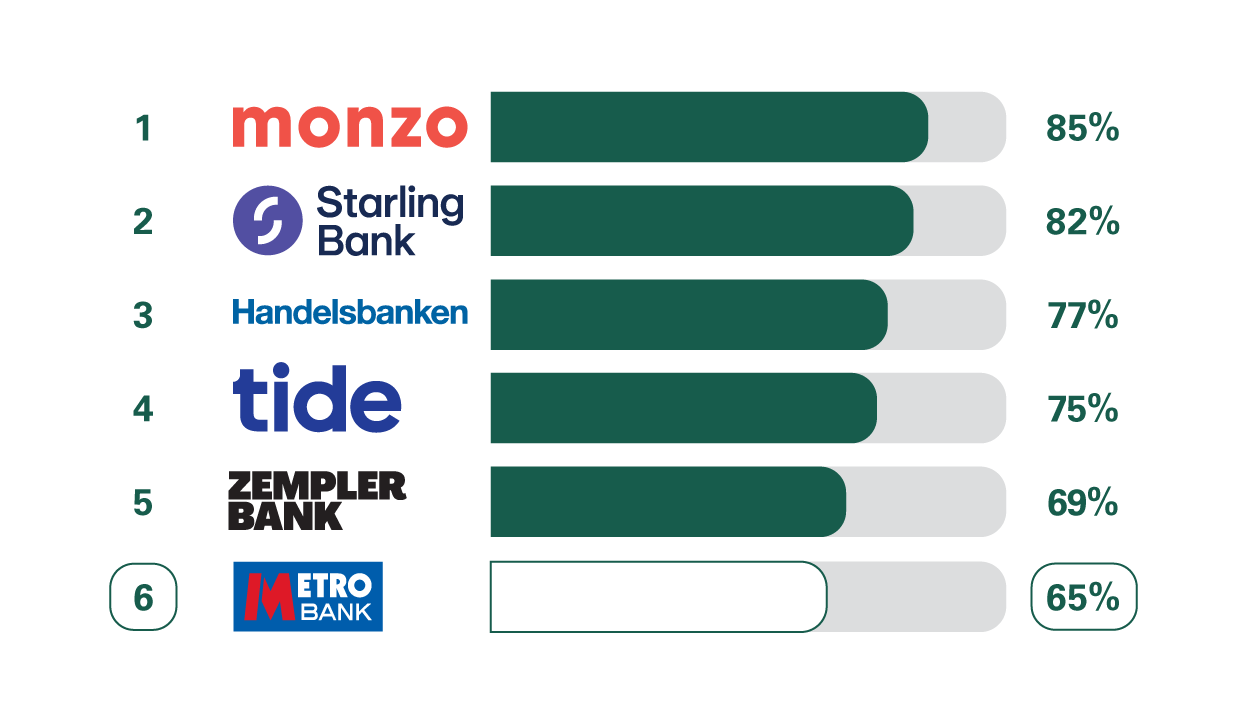 1 monzo 85%
2 Starling Bank 82%
3 Handelsbanken 77%
4 tide 75%
5 ZEMPLER BANK 69%
6 METRO BANK 65%